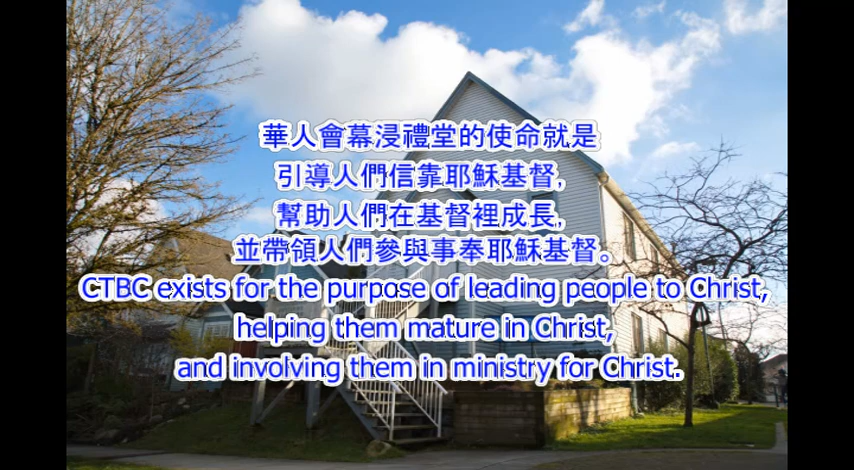 華人會幕浸禮堂的使命就是
引導人們信靠耶穌基督,
幫助人們在基督裡成長,
並帶領人們參與事奉耶穌基督。
CTBC exists for the purpose of leading people to Christ,
helping them mature in Christ,
and involving them in ministry for Christ.